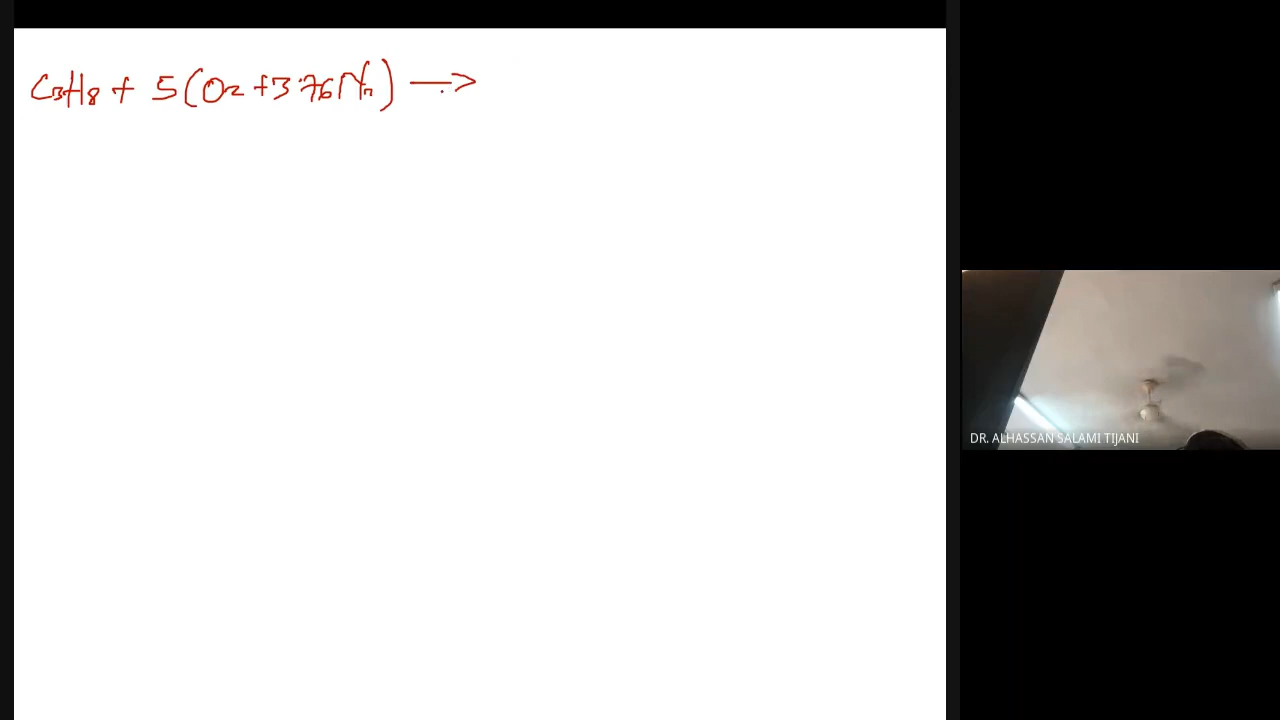 C3H8 + 5(O2 + 3.76N2) →
DR. ALHASSAN SALAMI TIJANI